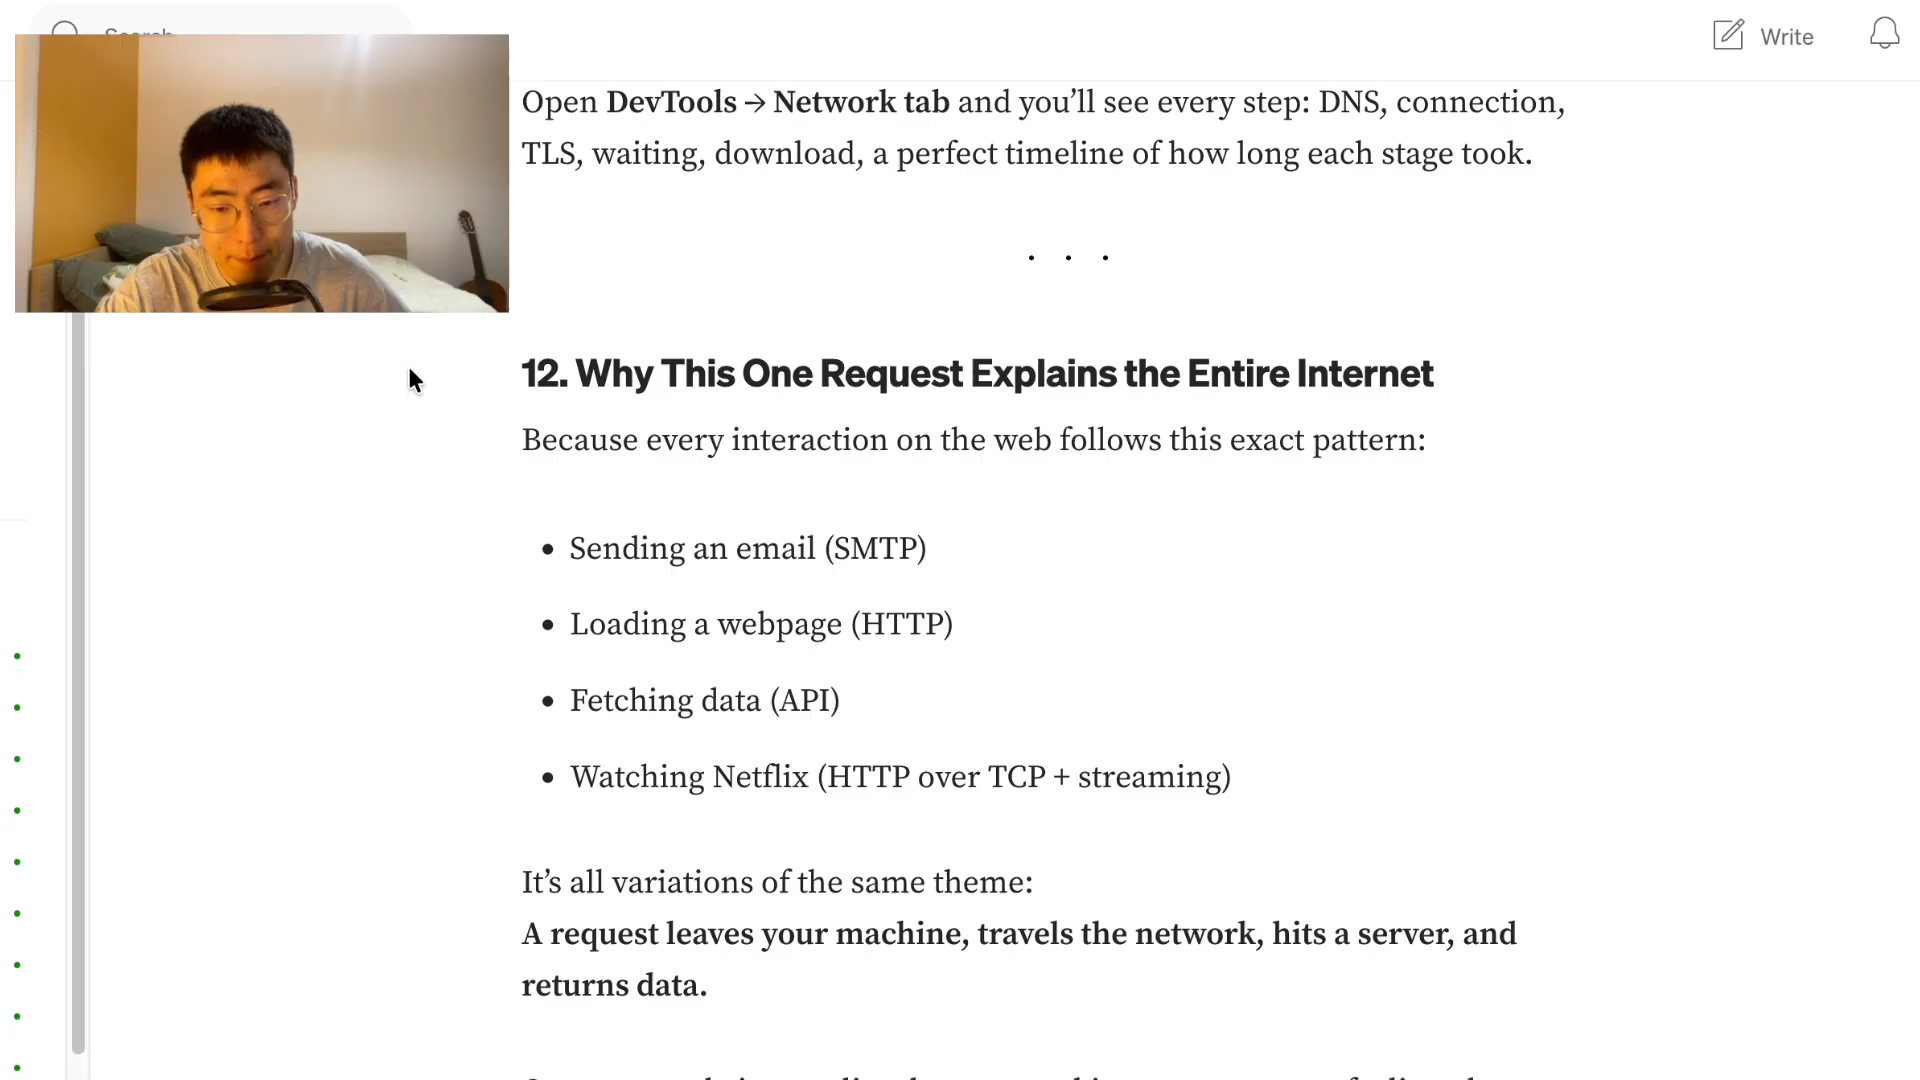 Search
Write
Open DevTools → Network tab and you’ll see every step: DNS, connection,
TLS, waiting, download, a perfect timeline of how long each stage took.
. . .
12. Why This One Request Explains the Entire Internet
Because every interaction on the web follows this exact pattern:
• Sending an email (SMTP)
• Loading a webpage (HTTP)
• Fetching data (API)
• Watching Netflix (HTTP over TCP + streaming)
It’s all variations of the same theme:
A request leaves your machine, travels the network, hits a server, and
returns data.